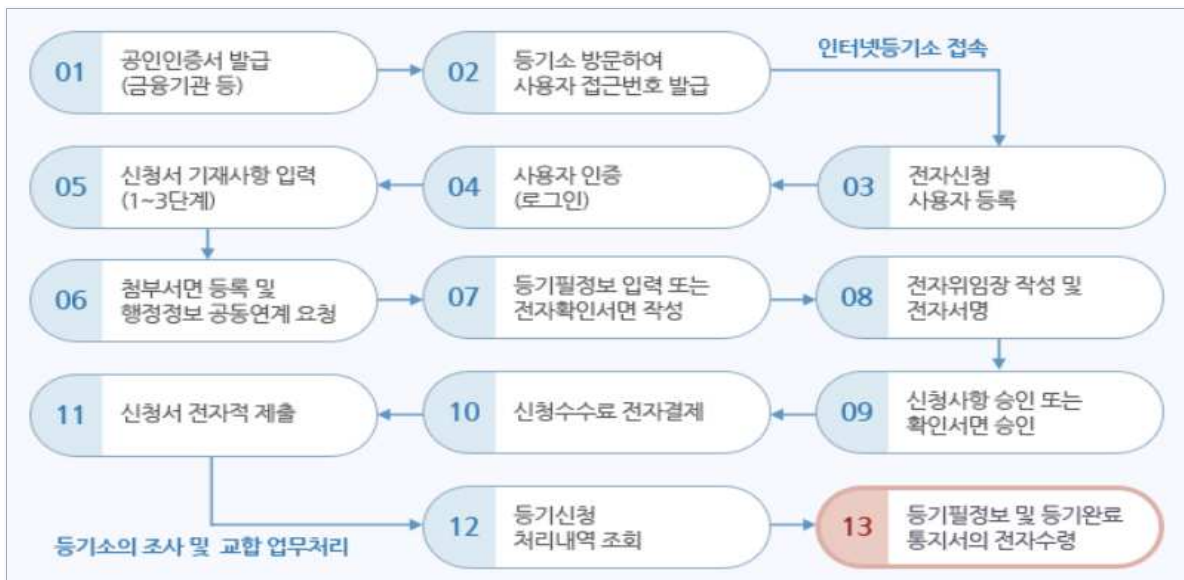 01
공인인증서 발급
(금융기관 등)
02
등기소 방문하여
사용자 접근번호 발급
인터넷등기소 접속
03
전자신청
사용자 등록
04
사용자 인증
(로그인)
05
신청서 기재사항 입력
(1~3단계)
06
첨부서면 등록 및
행정정보 공동연계 요청
07
등기필정보 입력 또는
전자확인서면 작성
08
전자위임장 작성 및
전자서명
09
신청사항 승인 또는
확인서면 승인
10
신청수수료 전자결제
11
신청서 전자적 제출
등기소의 조사 및 교합 업무처리
12
등기신청
처리내역 조회
13
등기필정보 및 등기완료
통지서의 전자수령